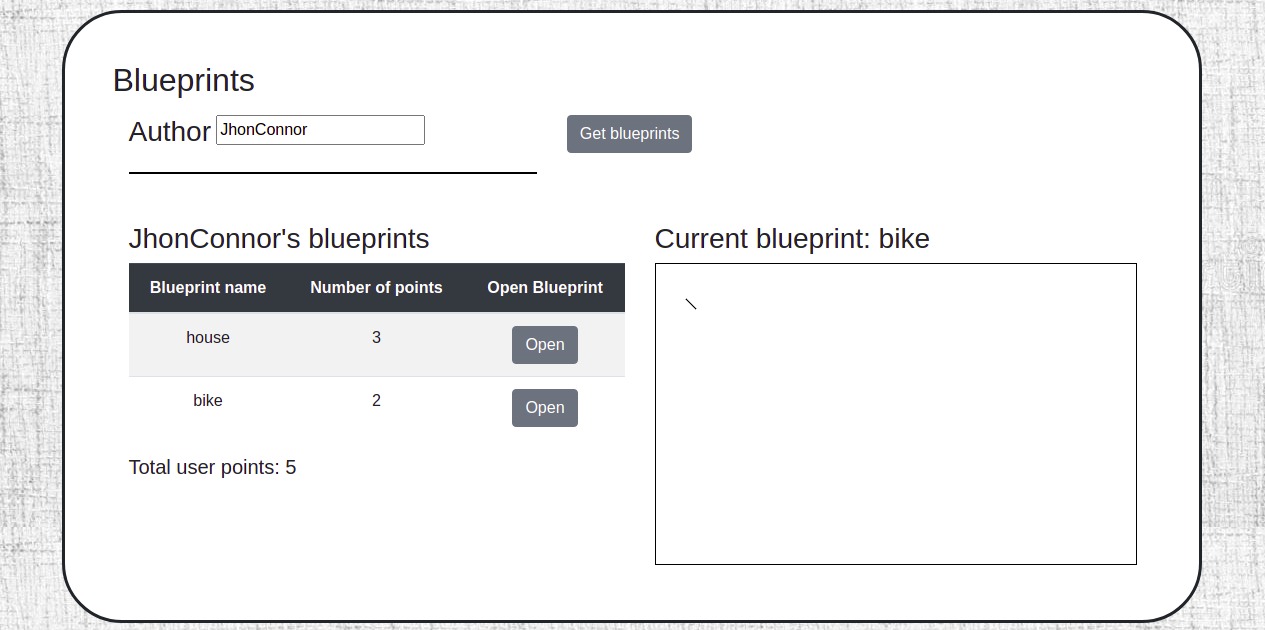 Blueprints
Author JhonConnor Get blueprints
JhonConnor's blueprints
Blueprint name Number of points Open Blueprint
house 3 Open
bike 2 Open
Total user points: 5
Current blueprint: bike